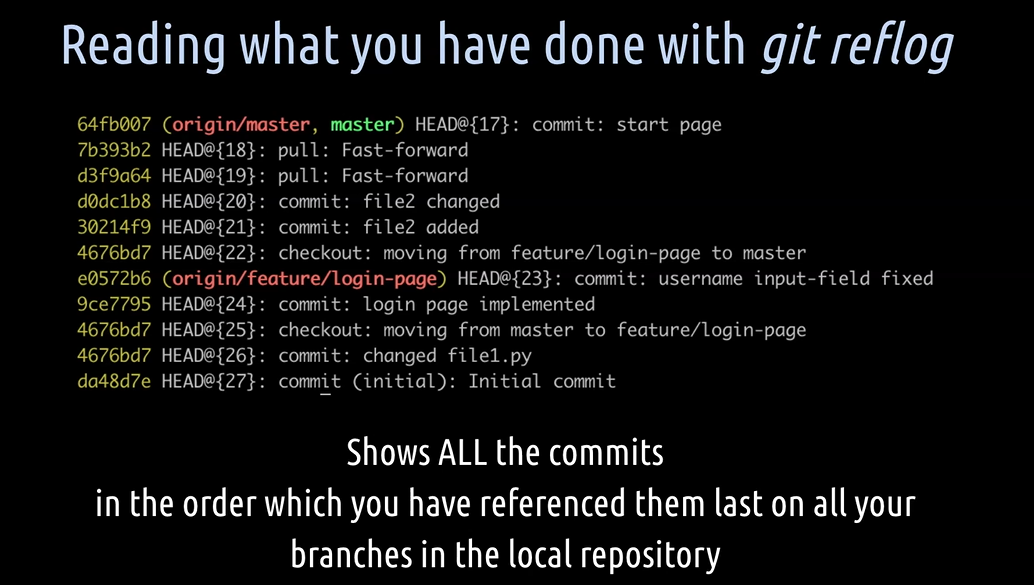 Reading what you have done with git reflog
64fb007 (origin/master, master) HEAD@{17}: commit: start page
7b393b2 HEAD@{18}: pull: Fast-forward
d3f9a64 HEAD@{19}: pull: Fast-forward
d0dc1b8 HEAD@{20}: commit: file2 changed
30214f9 HEAD@{21}: commit: file2 added
4676bd7 HEAD@{22}: checkout: moving from feature/login-page to master
e0572b6 (origin/feature/login-page) HEAD@{23}: commit: username input-field fixed
9ce7795 HEAD@{24}: commit: login page implemented
4676bd7 HEAD@{25}: checkout: moving from master to feature/login-page
4676bd7 HEAD@{26}: commit: changed file1.py
da48d7e HEAD@{27}: commit (initial): Initial commit
Shows ALL the commits
in the order which you have referenced them last on all your
branches in the local repository